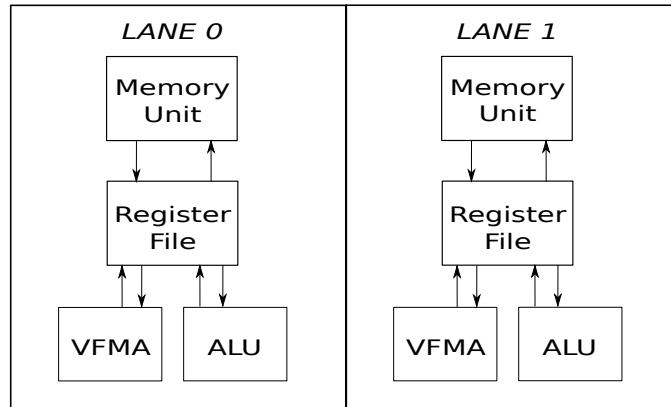 LANE 0
Memory
Unit
Register
File
VFMA
ALU
LANE 1
Memory
Unit
Register
File
VFMA
ALU